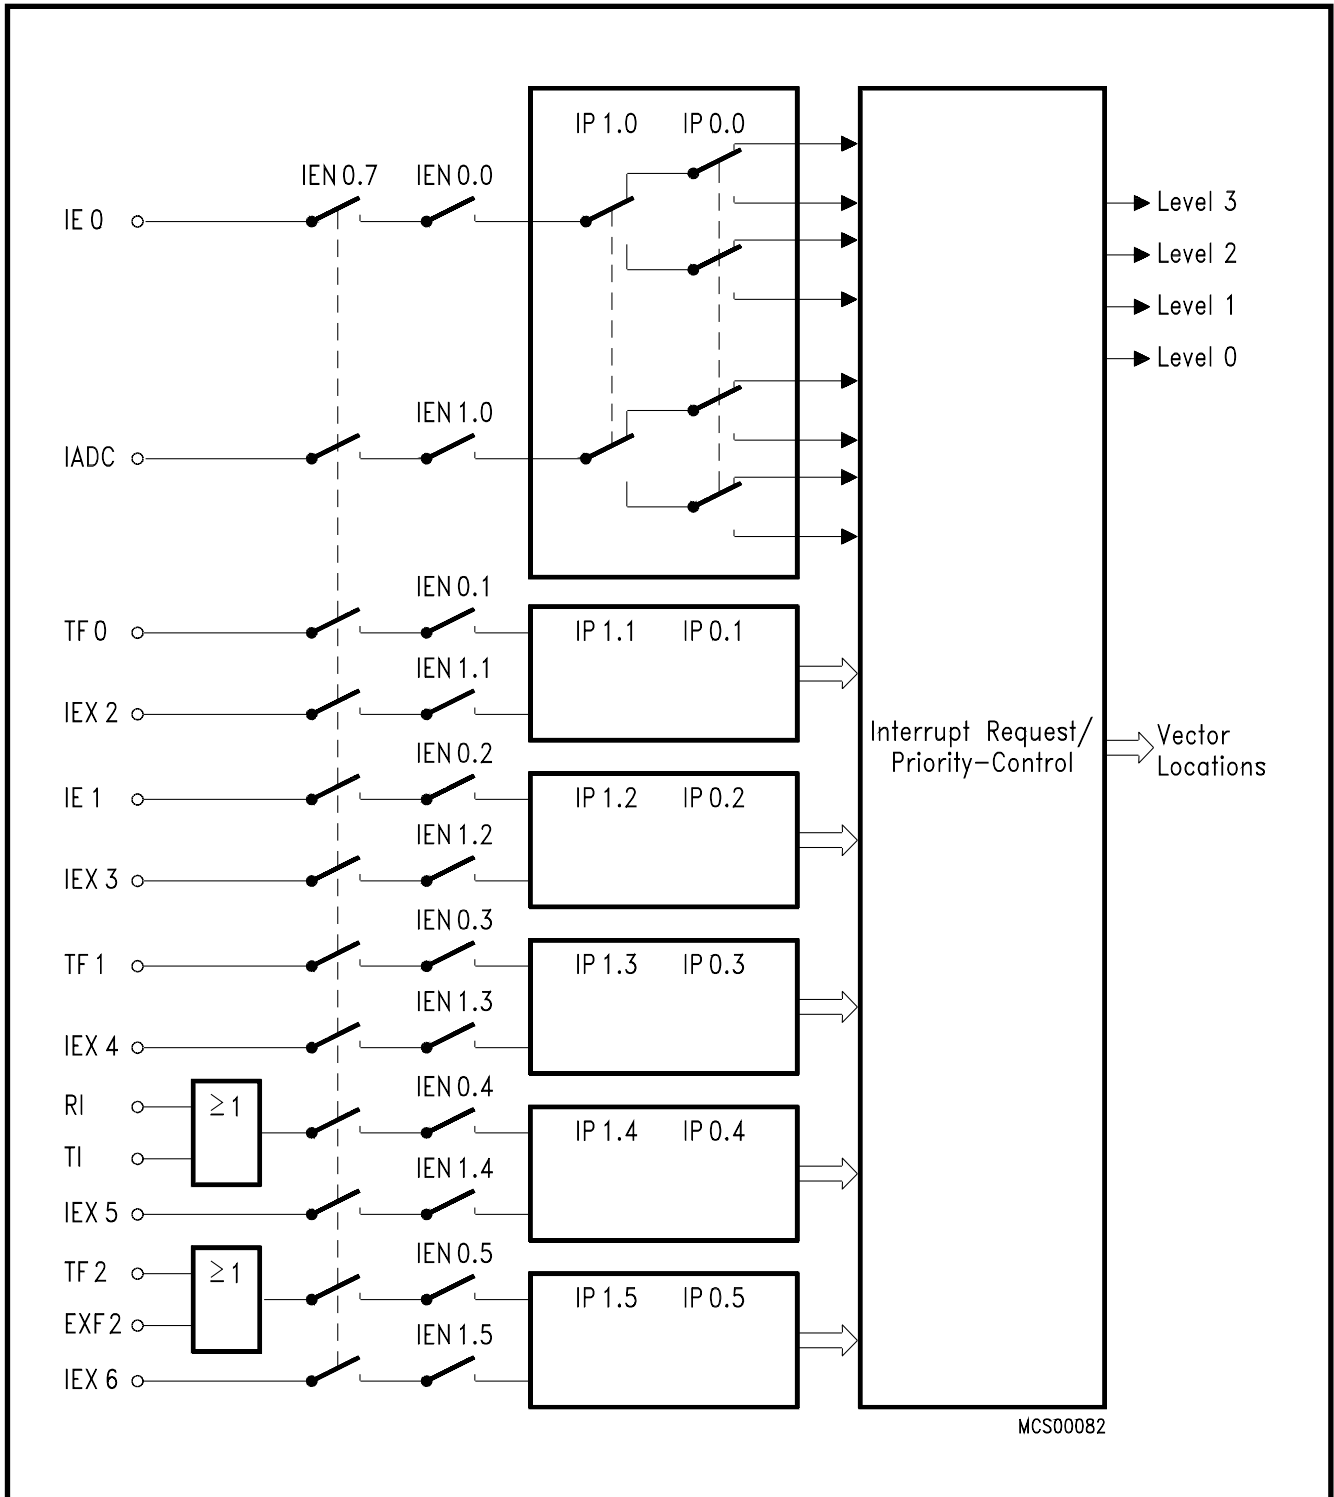 IP 1.0 IP 0.0
IEN 0.7 IEN 0.0
IE 0
Level 3
Level 2
Level 1
Level 0
IEN 1.0
IADC
IEN 0.1
TF 0
IP 1.1 IP 0.1
IEN 1.1
IEX 2
Interrupt Request/
Priority-Control
Vector
Locations
IEN 0.2
IE 1
IP 1.2 IP 0.2
IEN 1.2
IEX 3
IEN 0.3
TF 1
IP 1.3 IP 0.3
IEN 1.3
IEX 4
IEN 0.4
RI
≥1
TI
IP 1.4 IP 0.4
IEN 1.4
IEX 5
IEN 0.5
TF 2
≥1
EXF 2
IP 1.5 IP 0.5
IEN 1.5
IEX 6
MCS00082